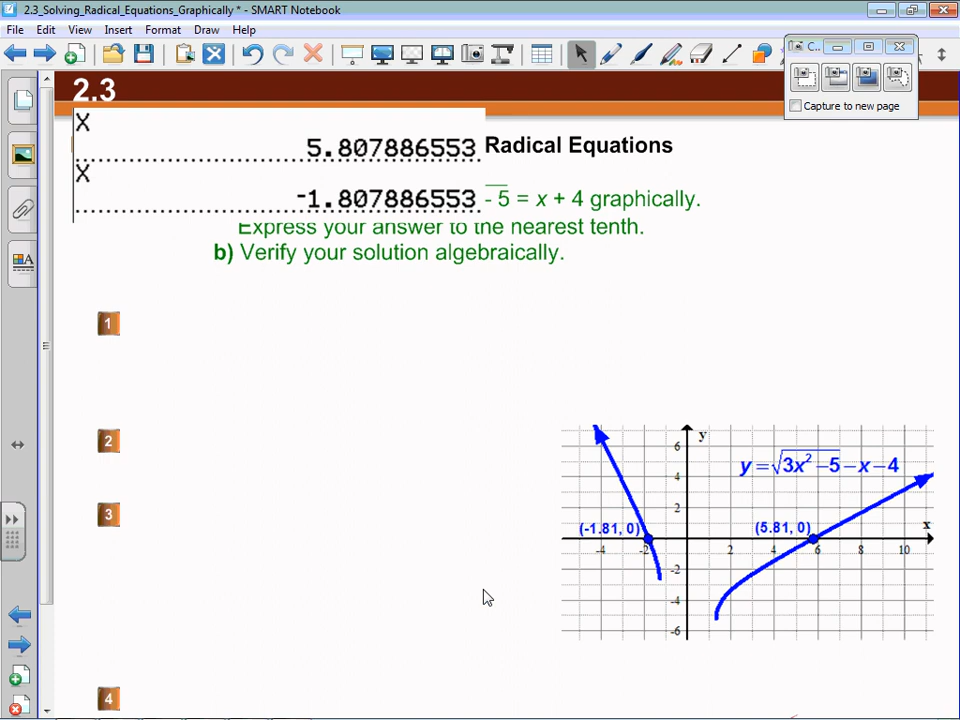 2.3_Solving_Radical_Equations_Graphically * - SMART Notebook
File Edit View Insert Format Draw Help
C..
Capture to new page
2.3
X
5.807886553
Radical Equations
X
-1.807886553
- 5 = x + 4 graphically.
Express your answer to the nearest tenth.
b) Verify your solution algebraically.
1
2
3
4
y
y = √3x² – 5 – x – 4
6
4
2
(-1.81, 0)
(5.81, 0)
x
-4 -2 2 4 6 8 10
-2
-4
-6